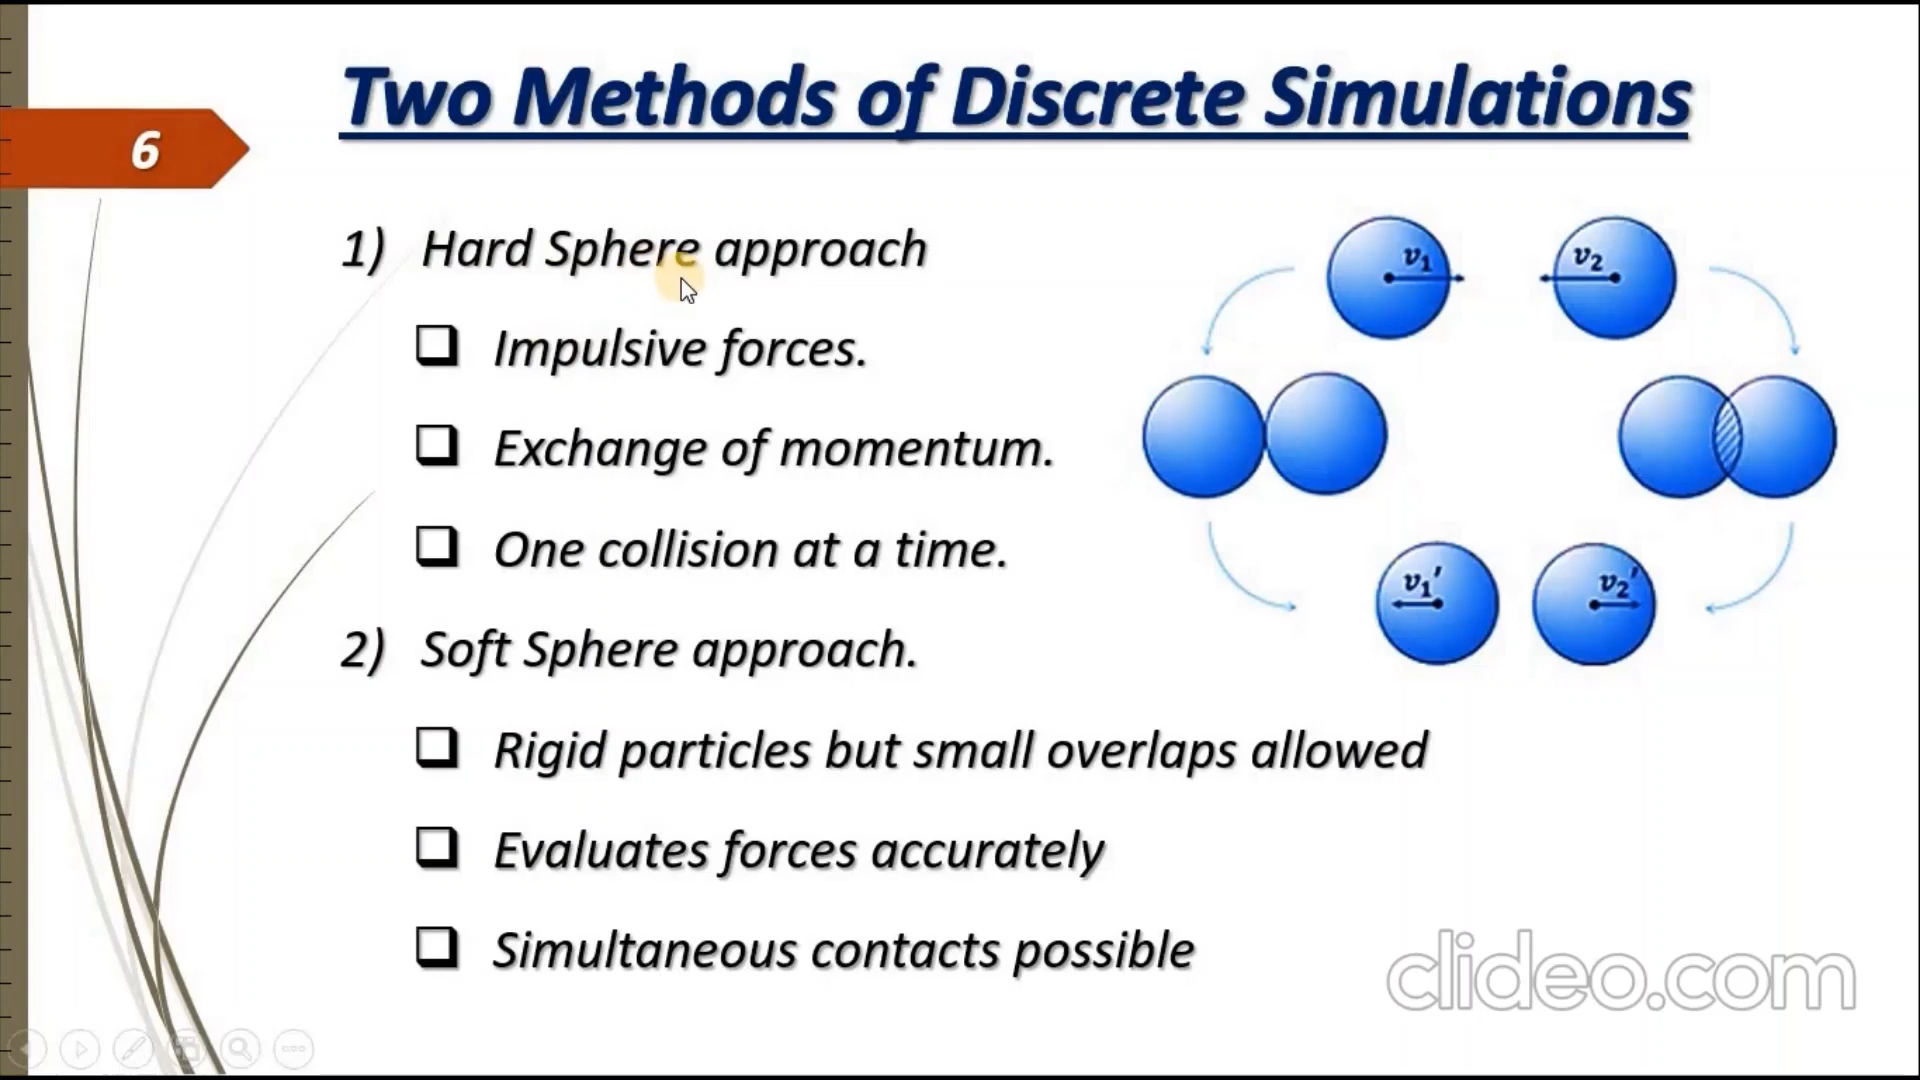 Two Methods of Discrete Simulations
6
1) Hard Sphere approach
❑ Impulsive forces.
❑ Exchange of momentum.
❑ One collision at a time.
2) Soft Sphere approach.
❑ Rigid particles but small overlaps allowed
❑ Evaluates forces accurately
❑ Simultaneous contacts possible
v₁ v₂
v₁′ v₂′
clideo.com